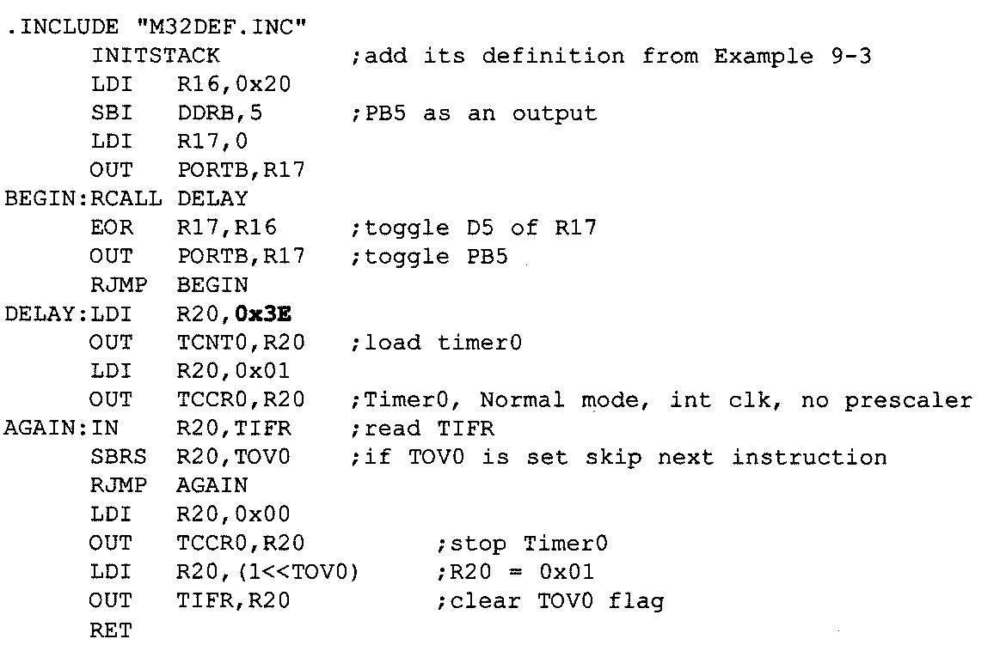 .INCLUDE "M32DEF.INC"
INITSTACK ;add its definition from Example 9-3
LDI R16,0x20
SBI DDRB,5 ;PB5 as an output
LDI R17,0
OUT PORTB,R17
BEGIN:RCALL DELAY
EOR R17,R16 ;toggle D5 of R17
OUT PORTB,R17 ;toggle PB5
RJMP BEGIN
DELAY:LDI R20,0x3E
OUT TCNT0,R20 ;load timer0
LDI R20,0x01
OUT TCCR0,R20 ;Timer0, Normal mode, int clk, no prescaler
AGAIN:IN R20,TIFR ;read TIFR
SBRS R20,TOV0 ;if TOV0 is set skip next instruction
RJMP AGAIN
LDI R20,0x00
OUT TCCR0,R20 ;stop Timer0
LDI R20,(1<<TOV0) ;R20 = 0x01
OUT TIFR,R20 ;clear TOV0 flag
RET